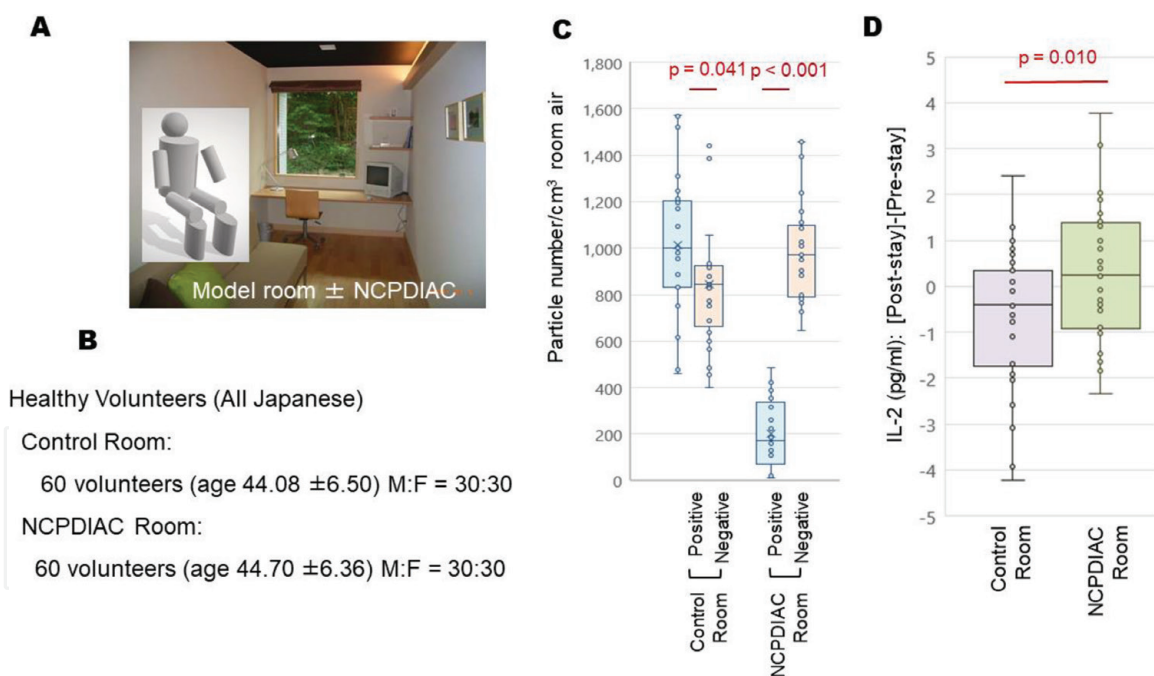 A
Model room ± NCPDIAC
B
Healthy Volunteers (All Japanese)
Control Room:
60 volunteers (age 44.08 ±6.50) M:F = 30:30
NCPDIAC Room:
60 volunteers (age 44.70 ±6.36) M:F = 30:30
C
p = 0.041 p < 0.001
Particle number/cm³ room air
1,800
1,600
1,400
1,200
1,000
800
600
400
200
0
Positive
Negative
Positive
Negative
Control
Room
NCPDIAC
Room
D
p = 0.010
IL-2 (pg/ml): [Post-stay]-[Pre-stay]
5
4
3
2
1
0
-1
-2
-3
-4
-5
Control
Room
NCPDIAC
Room